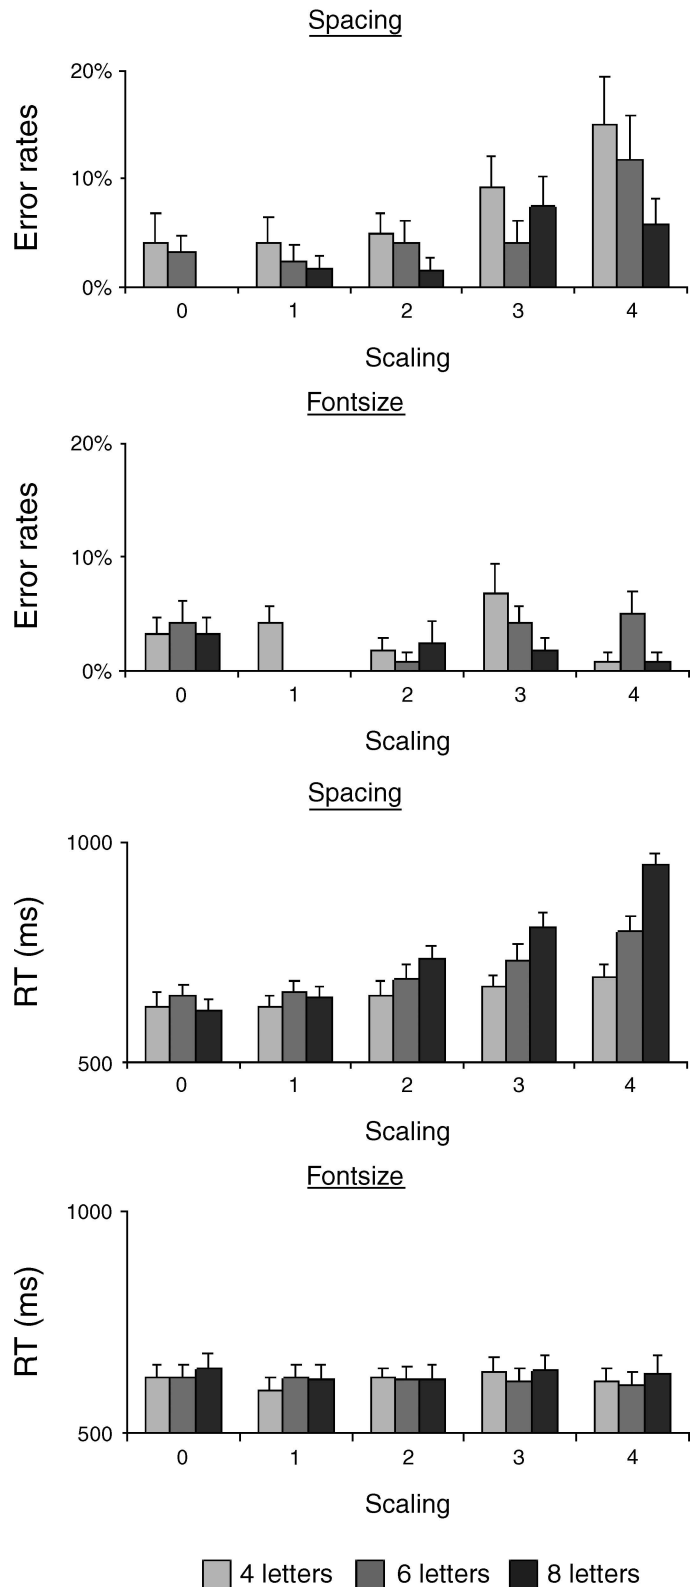 Spacing
20%
10%
0%
Error rates
0 1 2 3 4
Scaling
Fontsize
20%
10%
0%
Error rates
0 1 2 3 4
Scaling
Spacing
1000
500
RT (ms)
0 1 2 3 4
Scaling
Fontsize
1000
500
RT (ms)
0 1 2 3 4
Scaling
4 letters 6 letters 8 letters